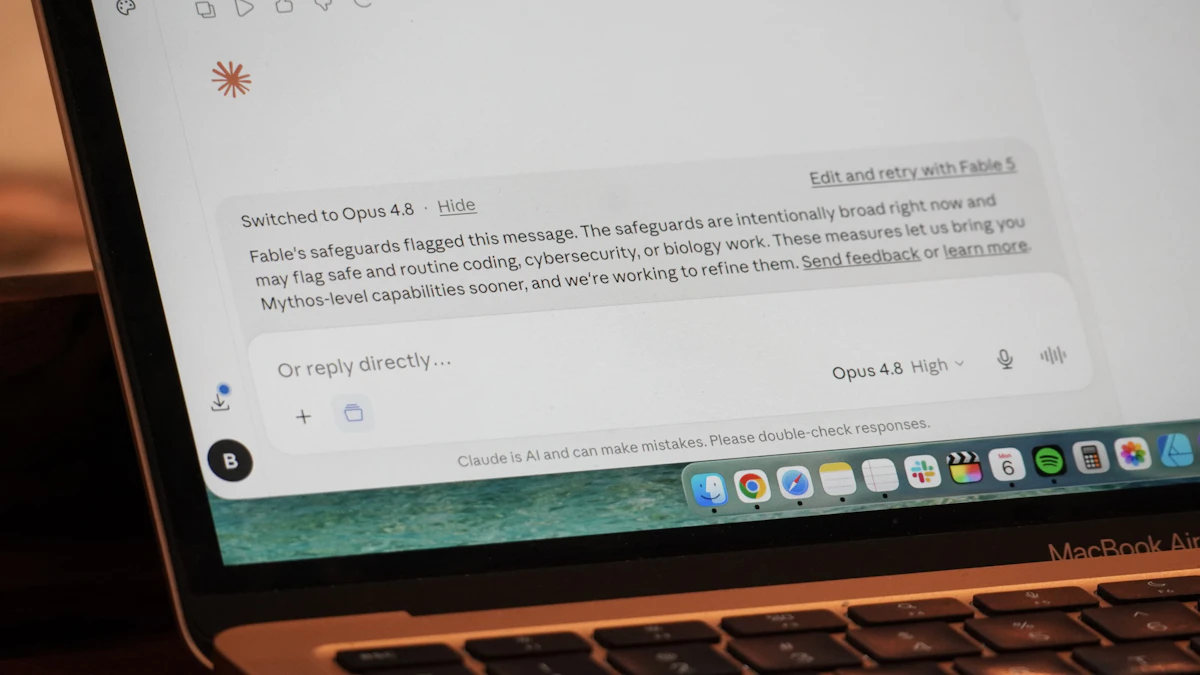 Edit and retry with Fable 5
Switched to Opus 4.8 · Hide
Fable's safeguards flagged this message. The safeguards are intentionally broad right now and
may flag safe and routine coding, cybersecurity, or biology work. These measures let us bring you
Mythos-level capabilities sooner, and we're working to refine them. Send feedback or learn more.
Or reply directly…
Opus 4.8 High
B
Claude is AI and can make mistakes. Please double-check responses.
6
MacBook Air